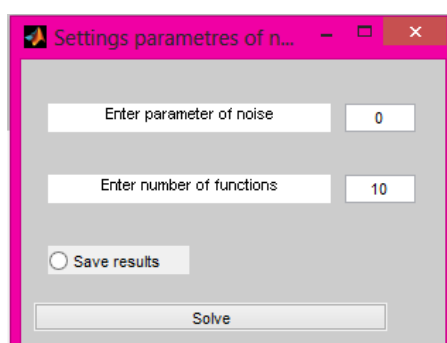 Settings parametres of n...
Enter parameter of noise
0
Enter number of functions
10
Save results
Solve